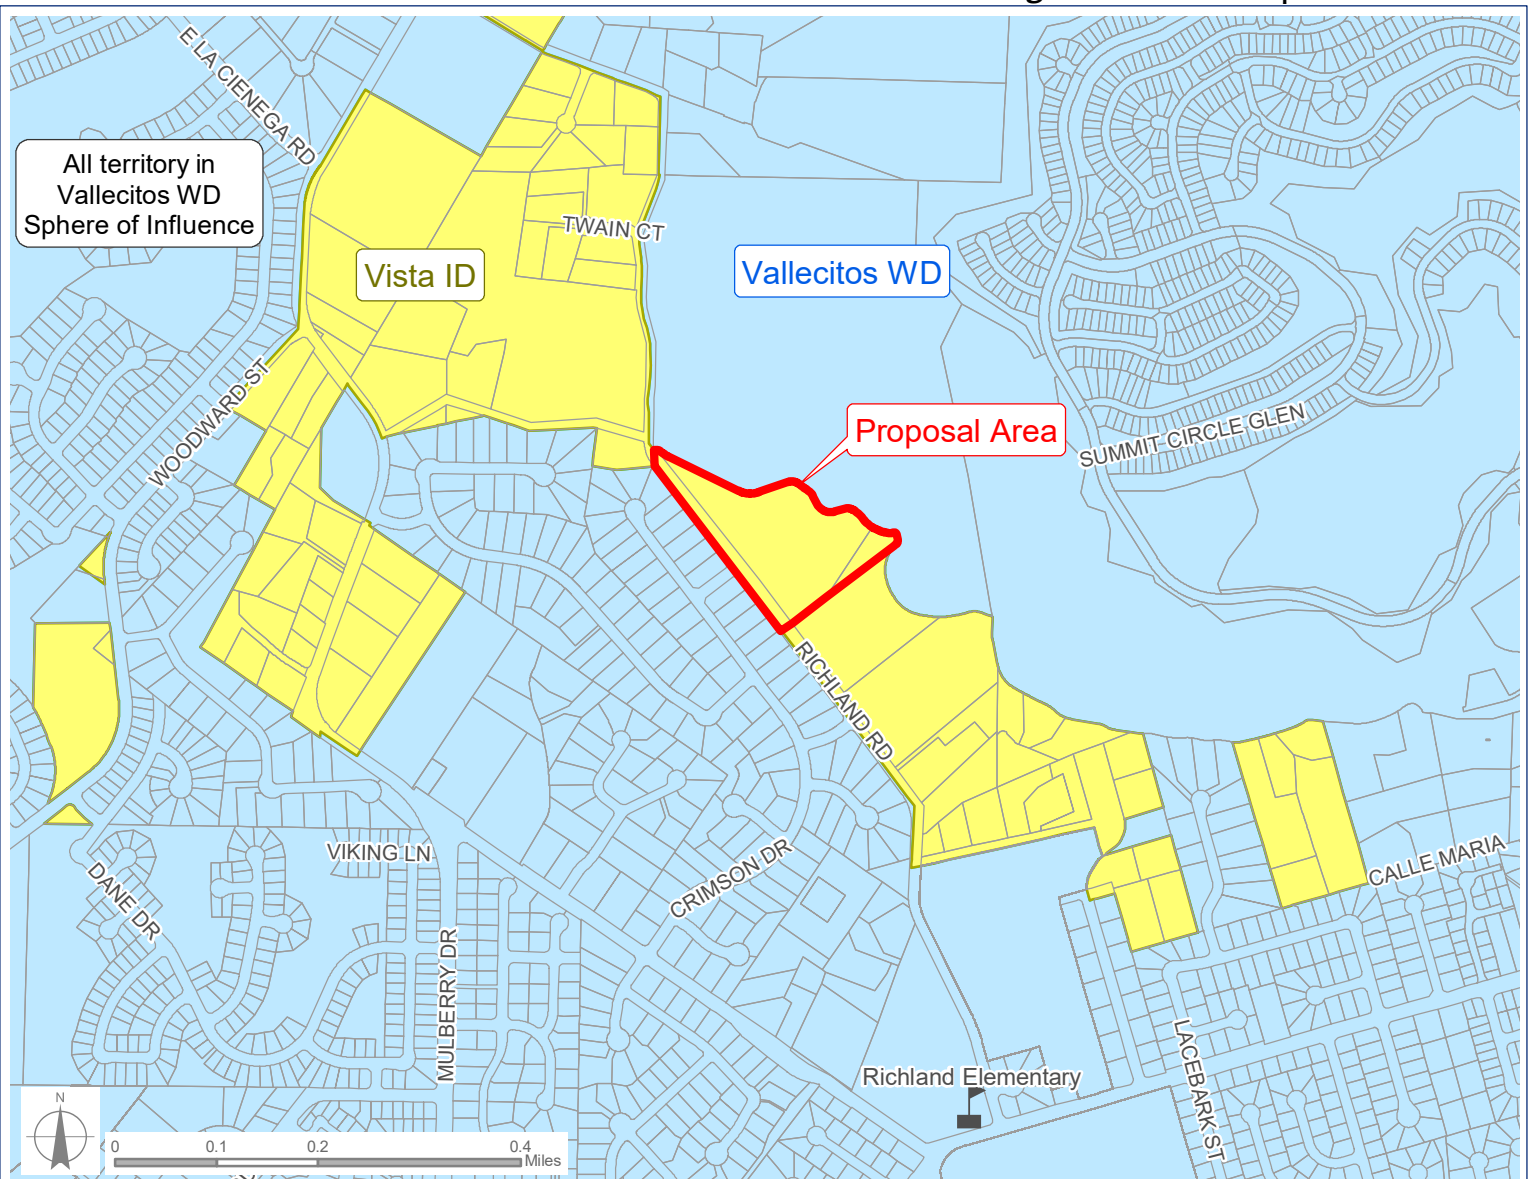 E LA CIENEGA RD
All territory in
Vallecitos WD
Sphere of Influence
TWAIN CT
Vista ID
Vallecitos WD
WOODWARD ST
Proposal Area
SUMMIT CIRCLE GLEN
RICHLAND RD
VIKING LN
DANE DR
CRIMSON DR
CALLE MARIA
MULBERRY DR
LACEBARK ST
Richland Elementary
N
0 0.1 0.2 0.4
Miles